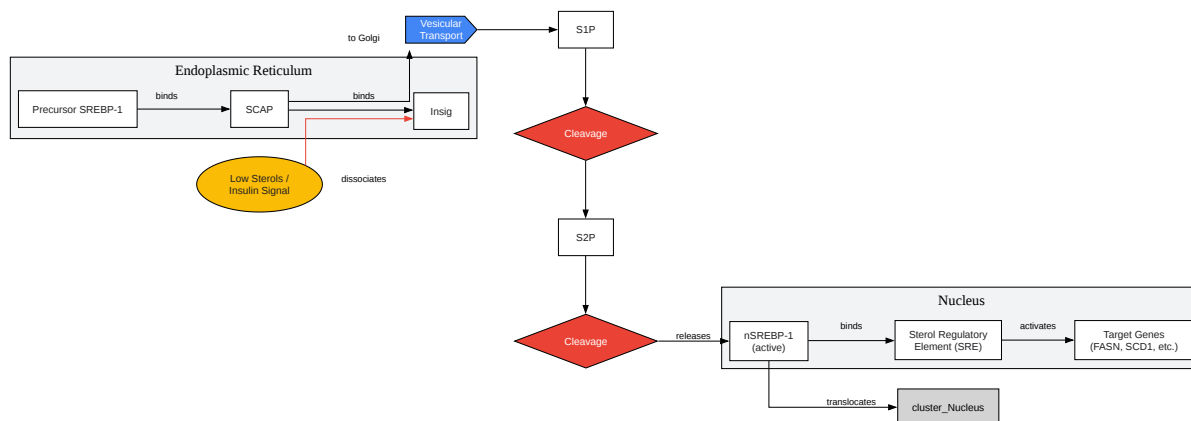 Vesicular
Transport
S1P
to Golgi
Endoplasmic Reticulum
Precursor SREBP-1
binds
SCAP
binds
Insig
Cleavage
Low Sterols /
Insulin Signal
dissociates
S2P
Nucleus
Cleavage
releases
nSREBP-1
(active)
binds
Sterol Regulatory
Element (SRE)
activates
Target Genes
(FASN, SCD1, etc.)
translocates
cluster_Nucleus